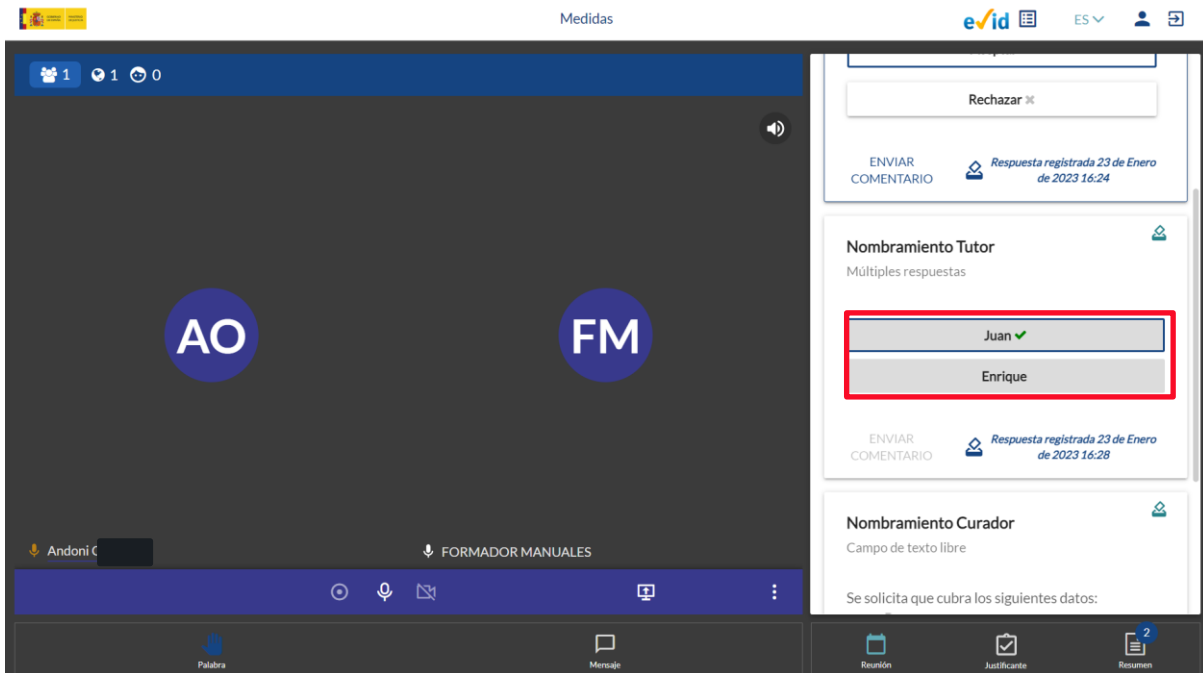 Medidas
e✓id
ES
1 1 0
Rechazar
ENVIAR
COMENTARIO
Respuesta registrada 23 de Enero
de 2023 16:24
Nombramiento Tutor
Múltiples respuestas
AO
FM
Juan
Enrique
ENVIAR
COMENTARIO
Respuesta registrada 23 de Enero
de 2023 16:28
Nombramiento Curador
Campo de texto libre
Andoni
FORMADOR MANUALES
Se solicita que cubra los siguientes datos:
Palabra
Mensaje
Reunión
Justificante
2
Resumen